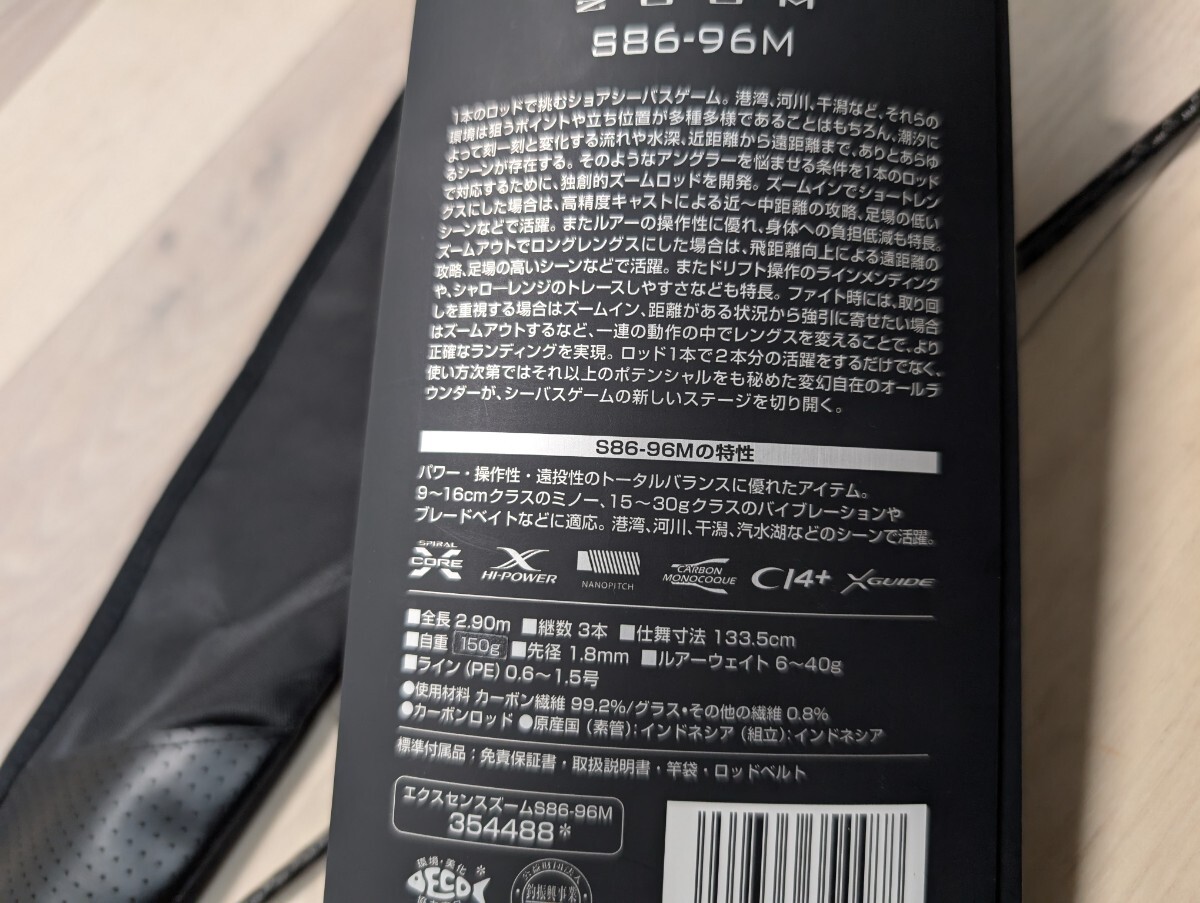 ZOOM
S86-96M
1本のロッドで挑むショアシーバスゲーム。港湾、河川、干潟など、それらの
環境は狙うポイントや立ち位置が多種多様であることはもちろん、潮汐に
よって刻一刻と変化する流れや水深、近距離から遠距離まで、ありとあらゆ
るシーンが存在する。そのようなアングラーを悩ませる条件を1本のロッド
で対応するために、独創的ズームロッドを開発。ズームインでショートレン
グスにした場合は、高精度キャストによる近〜中距離の攻略、足場の低い
シーンなどで活躍。またルアーの操作性に優れ、身体への負担低減も特長。
ズームアウトでロングレングスにした場合は、飛距離向上による遠距離の
攻略、足場の高いシーンなどで活躍。またドリフト操作のラインメンディング
や、シャローレンジのトレースしやすさなども特長。ファイト時には、取り回
しを重視する場合はズームイン、距離がある状況から強引に寄せたい場合
はズームアウトするなど、一連の動作の中でレングスを変えることで、より
正確なランディングを実現。ロッド1本で2本分の活躍をするだけでなく、
使い方次第ではそれ以上のポテンシャルをも秘めた変幻自在のオールラ
ウンダーが、シーバスゲームの新しいステージを切り開く。
S86-96Mの特性
パワー・操作性・遠投性のトータルバランスに優れたアイテム。
9〜16cmクラスのミノー、15〜30gクラスのバイブレーションや
ブレードベイトなどに適応。港湾、河川、干潟、汽水湖などのシーンで活躍。
SPIRAL X CORE X HI-POWER NANOPITCH CARBON MONOCOQUE CI4+ XGUIDE
■全長 2.90m ■継数 3本 ■仕舞寸法 133.5cm
■自重 150g ■先径 1.8mm ■ルアーウェイト 6〜40g
■ライン(PE) 0.6〜1.5号
●使用材料 カーボン繊維 99.2%/グラス・その他の繊維 0.8%
●カーボンロッド ●原産国(素管):インドネシア(組立):インドネシア
標準付属品;免責保証書・取扱説明書・竿袋・ロッドベルト
エクスセンスズームS86-96M
354488*
環境・美化 *
ECO
公益財団法人
釣振興事業